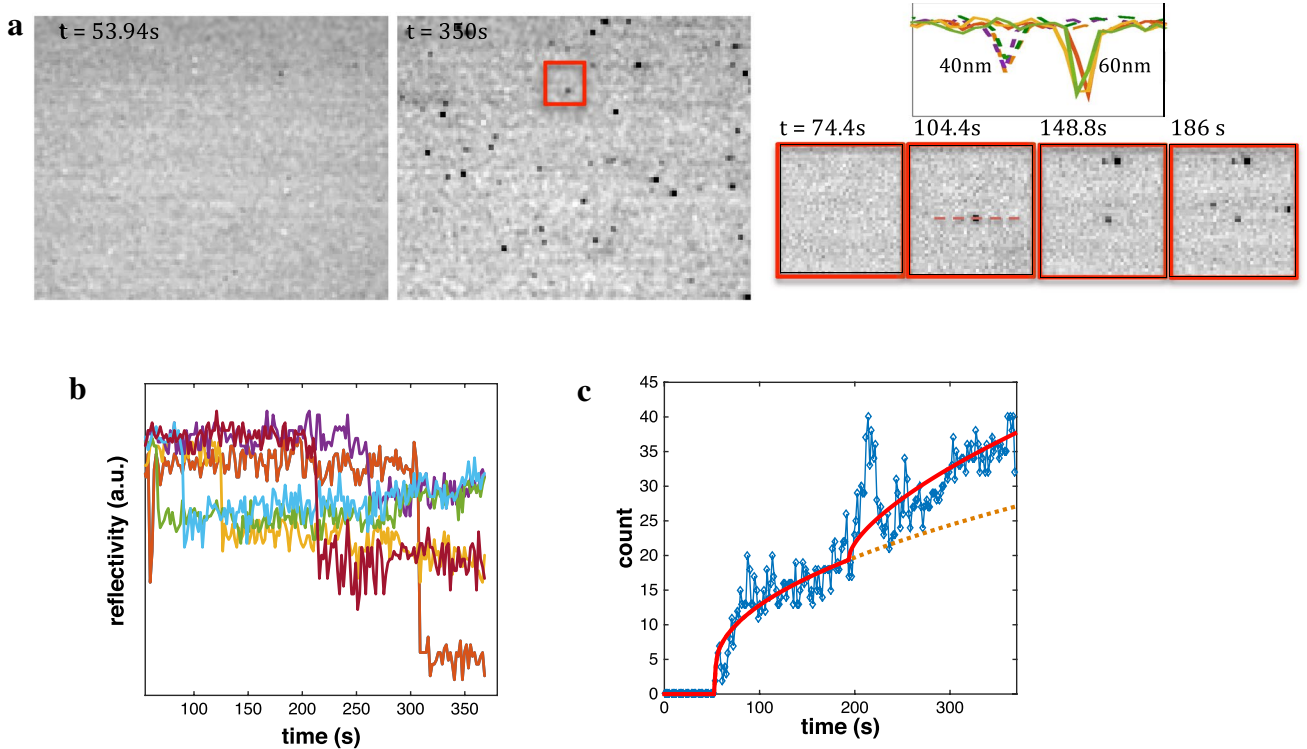 a
t = 53.94s
t = 350s
40nm
60nm
t = 74.4s
104.4s
148.8s
186 s
b
reflectivity (a.u.)
100
150
200
250
300
350
time (s)
c
count
45
40
35
30
25
20
15
10
5
0
0
100
200
300
time (s)